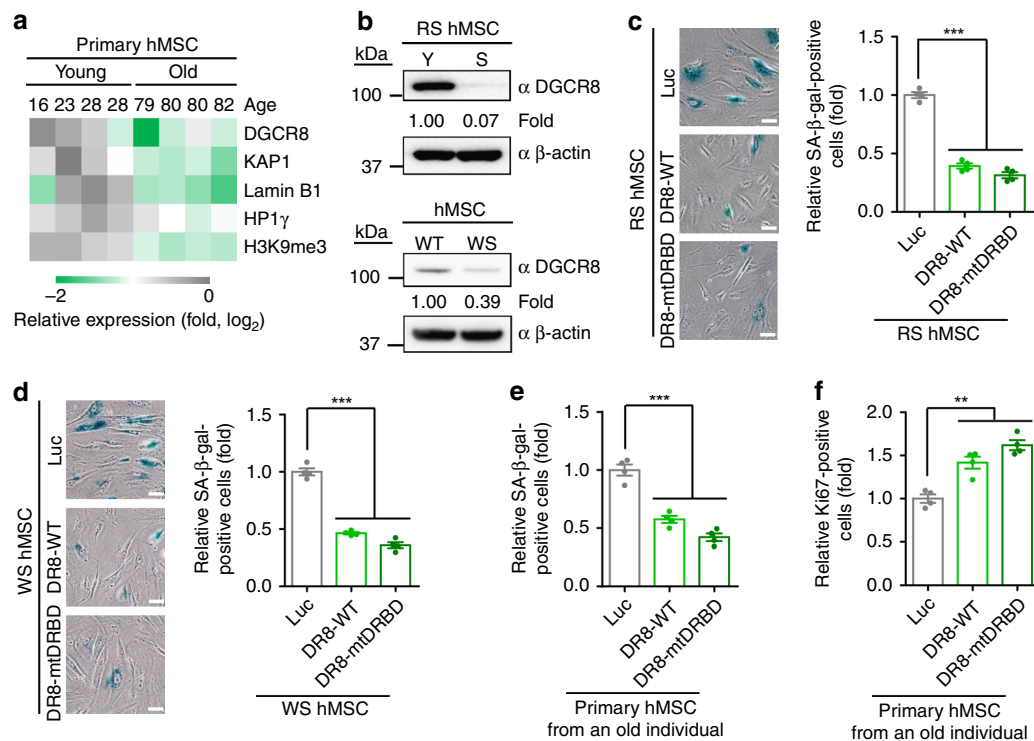 a
Primary hMSC
Young Old
16 23 28 28 79 80 80 82 Age
DGCR8
KAP1
Lamin B1
HP1γ
H3K9me3
–2 0
Relative expression (fold, log2)
b
RS hMSC
kDa Y S
100 α DGCR8
1.00 0.07 Fold
37 α β-actin
hMSC
kDa WT WS
100 α DGCR8
1.00 0.39 Fold
37 α β-actin
c
RS hMSC
Luc
DR8-WT
DR8-mtDRBD
Relative SA-β-gal-positive
cells (fold)
1.5
1.0
0.5
0.0
***
Luc
DR8-WT
DR8-mtDRBD
RS hMSC
d
WS hMSC
Luc
DR8-WT
DR8-mtDRBD
Relative SA-β-gal-
positive cells (fold)
1.5
1.0
0.5
0.0
***
Luc
DR8-WT
DR8-mtDRBD
WS hMSC
e
Relative SA-β-gal-
positive cells (fold)
1.5
1.0
0.5
0.0
***
Luc
DR8-WT
DR8-mtDRBD
Primary hMSC
from an old individual
f
Relative Ki67-positive
cells (fold)
2.0
1.5
1.0
0.5
0.0
**
Luc
DR8-WT
DR8-mtDRBD
Primary hMSC
from an old individual